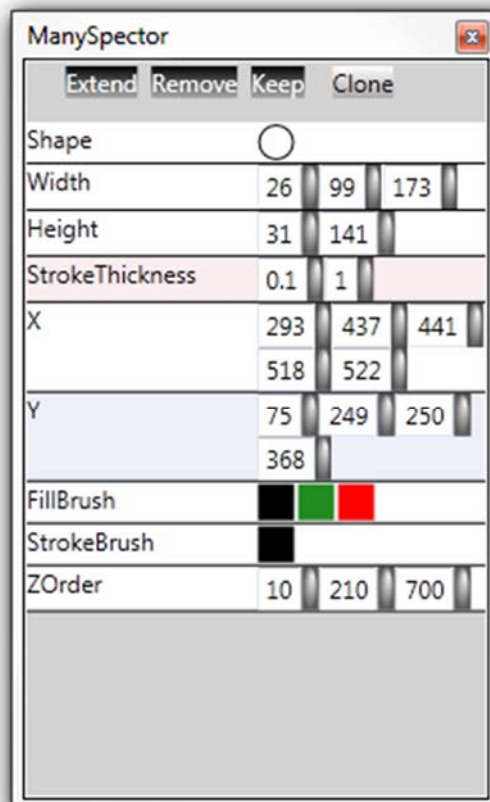 ManySpector
Extend Remove Keep Clone
Shape
Width 26 99 173
Height 31 141
StrokeThickness 0.1 1
X 293 437 441
518 522
Y 75 249 250
368
FillBrush
StrokeBrush
ZOrder 10 210 700